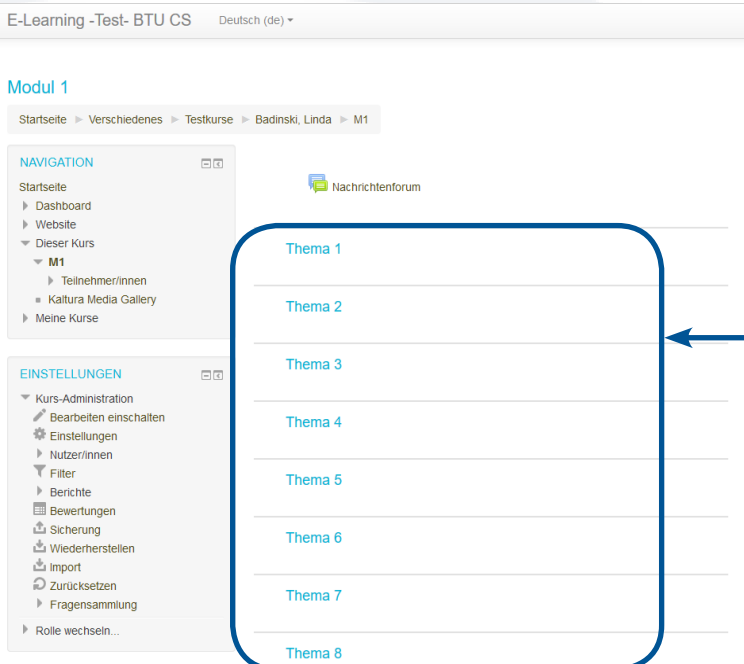 E-Learning -Test- BTU CS Deutsch (de)
Modul 1
Startseite Verschiedenes Testkurse Badinski, Linda M1
NAVIGATION
Startseite
Dashboard
Website
Dieser Kurs
M1
Teilnehmer/innen
Kaltura Media Gallery
Meine Kurse
EINSTELLUNGEN
Kurs-Administration
Bearbeiten einschalten
Einstellungen
Nutzer/innen
Filter
Berichte
Bewertungen
Sicherung
Wiederherstellen
Import
Zurücksetzen
Fragensammlung
Rolle wechseln...
Nachrichtenforum
Thema 1
Thema 2
Thema 3
Thema 4
Thema 5
Thema 6
Thema 7
Thema 8